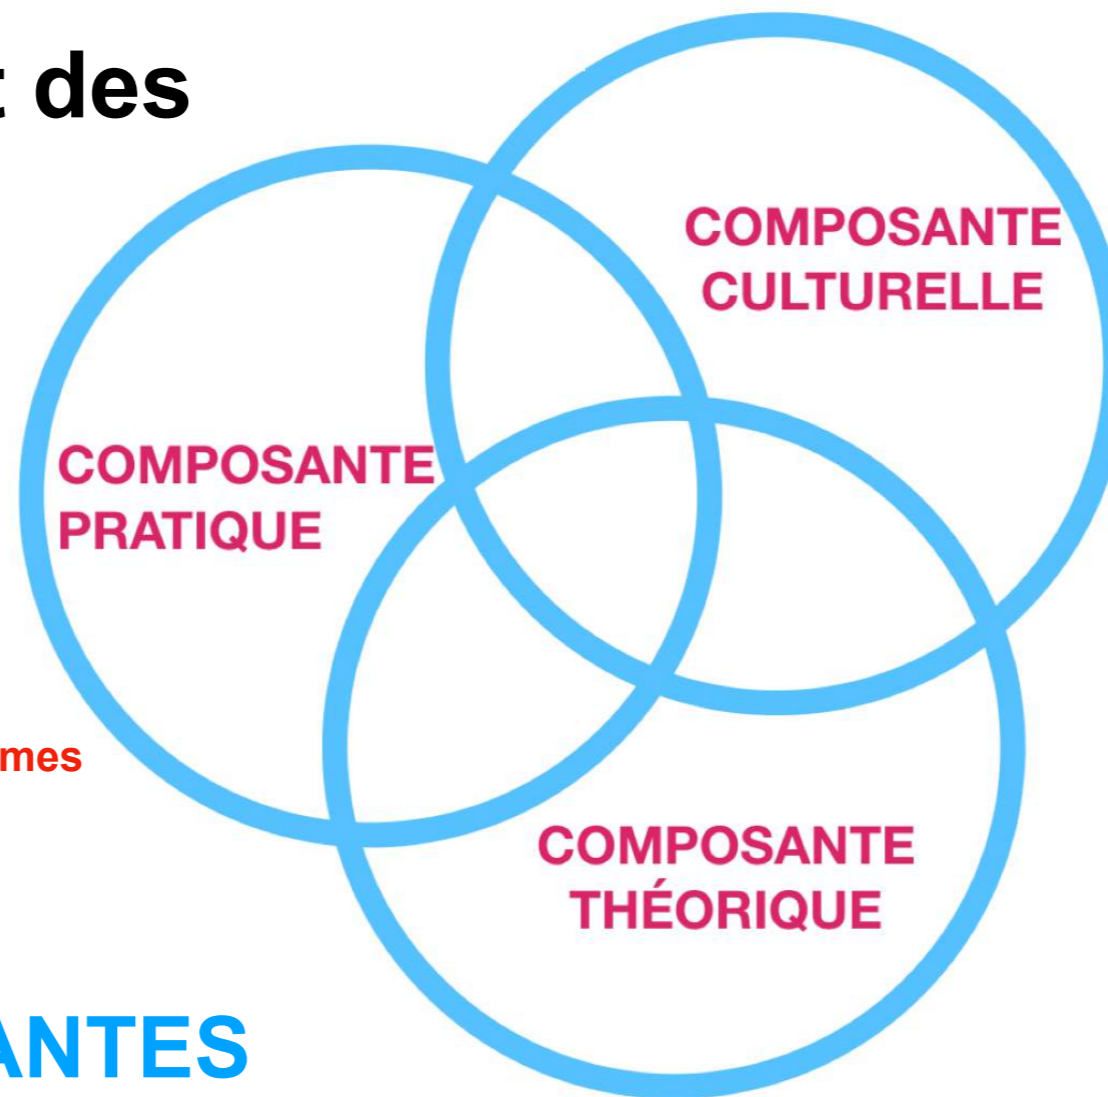 t des
COMPOSANTE
CULTURELLE
COMPOSANTE
PRATIQUE
mes
COMPOSANTE
THÉORIQUE
ANTES